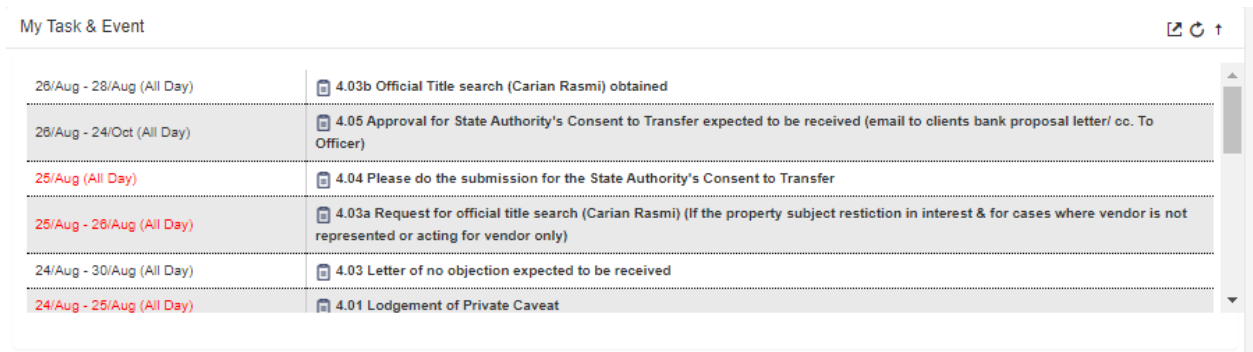 My Task & Event
26/Aug - 28/Aug (All Day)
4.03b Official Title search (Carian Rasmi) obtained
26/Aug - 24/Oct (All Day)
4.05 Approval for State Authority's Consent to Transfer expected to be received (email to clients bank proposal letter/ cc. To
Officer)
25/Aug (All Day)
4.04 Please do the submission for the State Authority's Consent to Transfer
25/Aug - 26/Aug (All Day)
4.03a Request for official title search (Carian Rasmi) (If the property subject restiction in interest & for cases where vendor is not
represented or acting for vendor only)
24/Aug - 30/Aug (All Day)
4.03 Letter of no objection expected to be received
24/Aug - 25/Aug (All Day)
4.01 Lodgement of Private Caveat